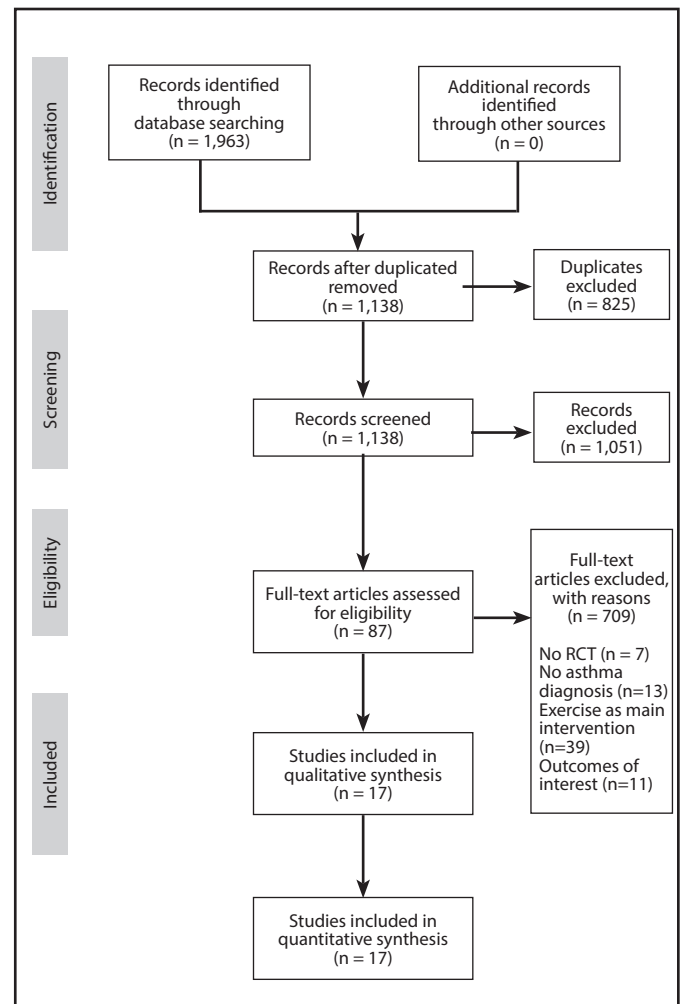 Identification
Records identified
through
database searching
(n = 1,963)
Additional records
identified
through other sources
(n = 0)
Records after duplicated
removed
(n = 1,138)
Duplicates
excluded
(n = 825)
Screening
Records screened
(n = 1,138)
Records
excluded
(n = 1,051)
Eligibility
Full-text articles assessed
for eligibility
(n = 87)
Full-text
articles excluded,
with reasons
(n = 709)
No RCT (n = 7)
No asthma
diagnosis (n=13)
Exercise as main
intervention
(n=39)
Outcomes of
interest (n=11)
Included
Studies included in
qualitative synthesis
(n = 17)
Studies included in
quantitative synthesis
(n = 17)